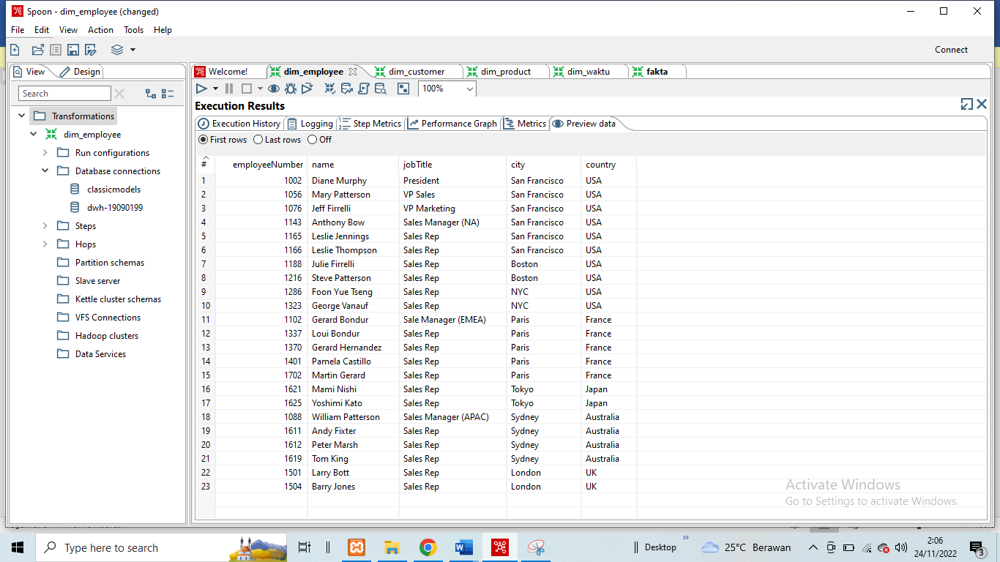 Spoon - dim_employee (changed)
File Edit View Action Tools Help
Connect
View Design
Search
Transformations
dim_employee
Run configurations
Database connections
classicmodels
dwh-19090199
Steps
Hops
Partition schemas
Slave server
Kettle cluster schemas
VFS Connections
Hadoop clusters
Data Services
Welcome! dim_employee dim_customer dim_product dim_waktu fakta
100%
Execution Results
Execution History Logging Step Metrics Performance Graph Metrics Preview data
First rows Last rows Off
# employeeNumber name jobTitle city country
1 1002 Diane Murphy President San Francisco USA
2 1056 Mary Patterson VP Sales San Francisco USA
3 1076 Jeff Firrelli VP Marketing San Francisco USA
4 1143 Anthony Bow Sales Manager (NA) San Francisco USA
5 1165 Leslie Jennings Sales Rep San Francisco USA
6 1166 Leslie Thompson Sales Rep San Francisco USA
7 1188 Julie Firrelli Sales Rep Boston USA
8 1216 Steve Patterson Sales Rep Boston USA
9 1286 Foon Yue Tseng Sales Rep NYC USA
10 1323 George Vanauf Sales Rep NYC USA
11 1102 Gerard Bondur Sale Manager (EMEA) Paris France
12 1337 Loui Bondur Sales Rep Paris France
13 1370 Gerard Hernandez Sales Rep Paris France
14 1401 Pamela Castillo Sales Rep Paris France
15 1702 Martin Gerard Sales Rep Paris France
16 1621 Mami Nishi Sales Rep Tokyo Japan
17 1625 Yoshimi Kato Sales Rep Tokyo Japan
18 1088 William Patterson Sales Manager (APAC) Sydney Australia
19 1611 Andy Fixter Sales Rep Sydney Australia
20 1612 Peter Marsh Sales Rep Sydney Australia
21 1619 Tom King Sales Rep Sydney Australia
22 1501 Larry Bott Sales Rep London UK
23 1504 Barry Jones Sales Rep London UK
Activate Windows
Go to Settings to activate Windows.
Type here to search
Desktop
25°C Berawan
2:06
24/11/2022
3